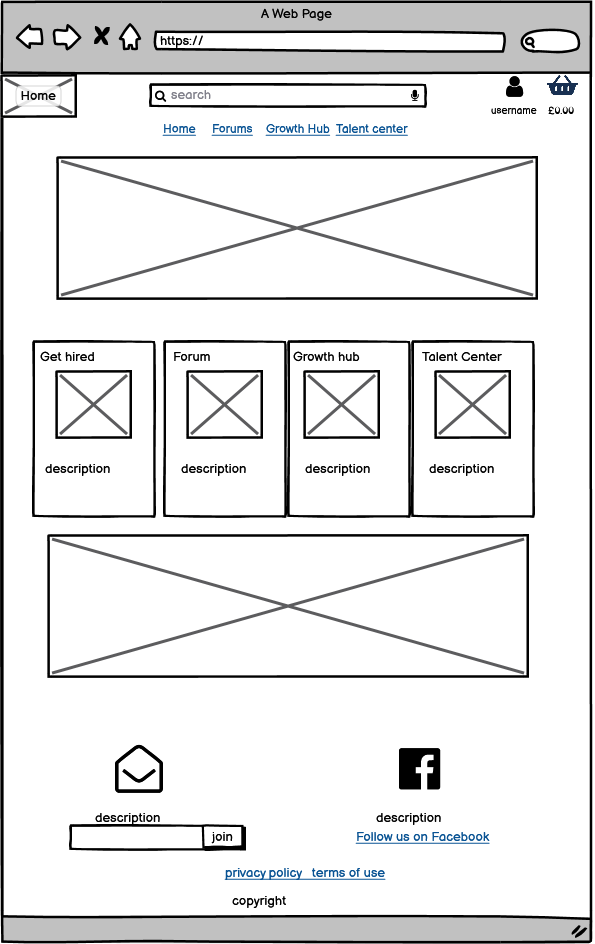 A Web Page
https://
Home
search
username £0.00
Home Forums Growth Hub Talent center
Get hired Forum Growth hub Talent Center
description description description description
description description
join Follow us on Facebook
privacy policy terms of use
copyright